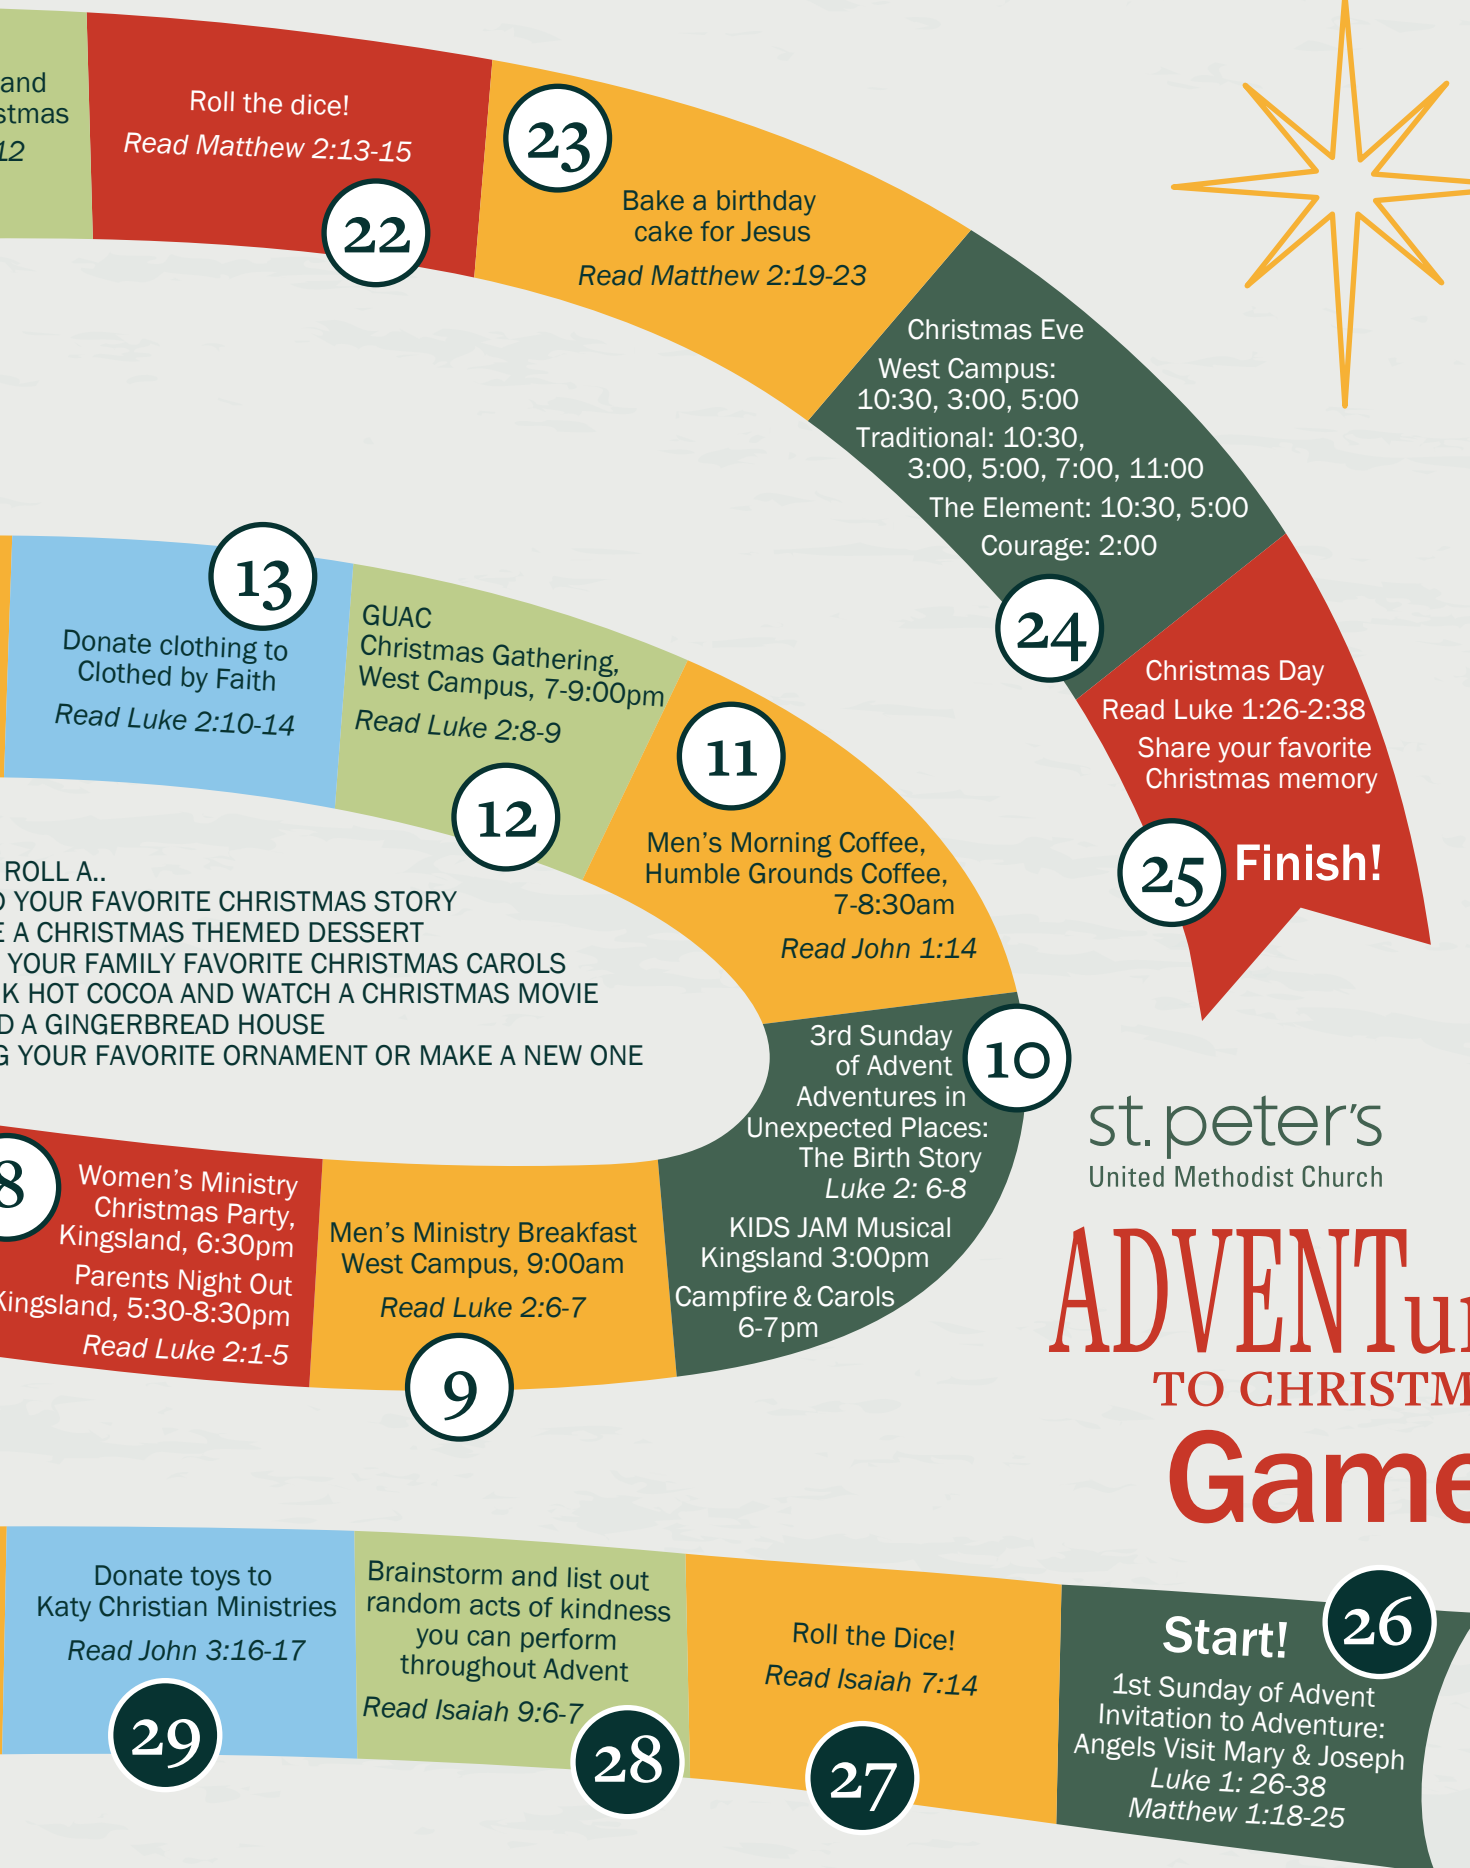 and
12
Roll the dice!
Read Matthew 2:13-15
22
23
Bake a birthday
cake for Jesus
Read Matthew 2:19-23
Christmas Eve
West Campus:
10:30, 3:00, 5:00
Traditional: 10:30,
3:00, 5:00, 7:00, 11:00
The Element: 10:30, 5:00
Courage: 2:00
24
Christmas Day
Read Luke 1:26-2:38
Share your favorite
Christmas memory
25 Finish!
13
Donate clothing to
Clothed by Faith
Read Luke 2:10-14
GUAC
Christmas Gathering,
West Campus, 7-9:00pm
Read Luke 2:8-9
12
11
Men's Morning Coffee,
Humble Grounds Coffee,
7-8:30am
Read John 1:14
ROLL A..
YOUR FAVORITE CHRISTMAS STORY
A CHRISTMAS THEMED DESSERT
YOUR FAMILY FAVORITE CHRISTMAS CAROLS
HOT COCOA AND WATCH A CHRISTMAS MOVIE
A GINGERBREAD HOUSE
YOUR FAVORITE ORNAMENT OR MAKE A NEW ONE
10
3rd Sunday
of Advent
Adventures in
Unexpected Places:
The Birth Story
Luke 2: 6-8
KIDS JAM Musical
Kingsland 3:00pm
Campfire & Carols
6-7pm
8
Women's Ministry
Christmas Party,
Kingsland, 6:30pm
Parents Night Out
Kingsland, 5:30-8:30pm
Read Luke 2:1-5
Men's Ministry Breakfast
West Campus, 9:00am
Read Luke 2:6-7
9
st. peter's
United Methodist Church
ADVENTu
TO CHRISTM
Game
Donate toys to
Katy Christian Ministries
Read John 3:16-17
29
Brainstorm and list out
random acts of kindness
you can perform
throughout Advent
Read Isaiah 9:6-7
28
Roll the Dice!
Read Isaiah 7:14
27
Start!
26
1st Sunday of Advent
Invitation to Adventure:
Angels Visit Mary & Joseph
Luke 1: 26-38
Matthew 1:18-25